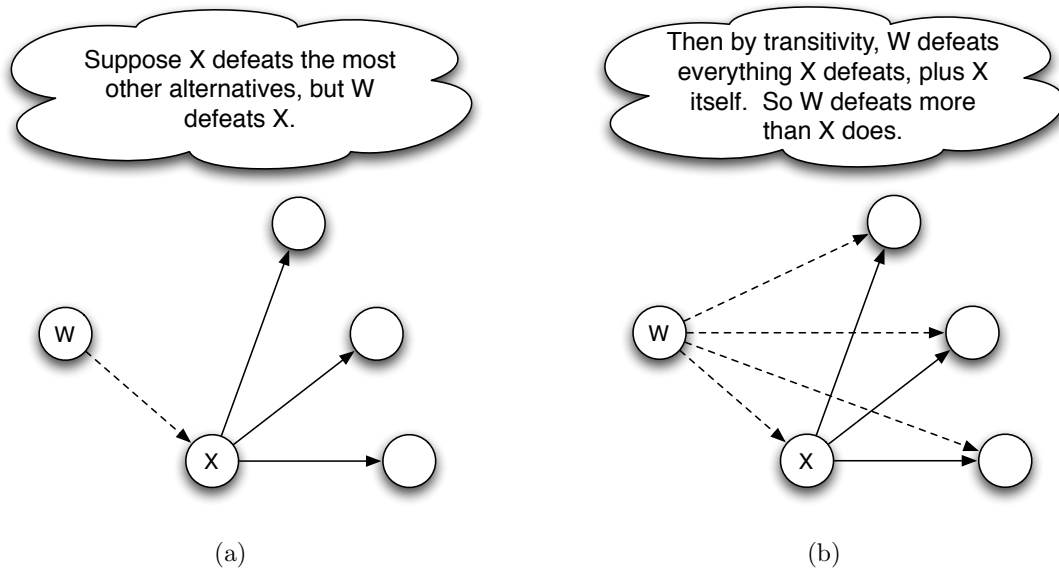 Suppose X defeats the most
other alternatives, but W
defeats X.
Then by transitivity, W defeats
everything X defeats, plus X
itself.  So W defeats more
than X does.
W
X
W
X
(a)
(b)